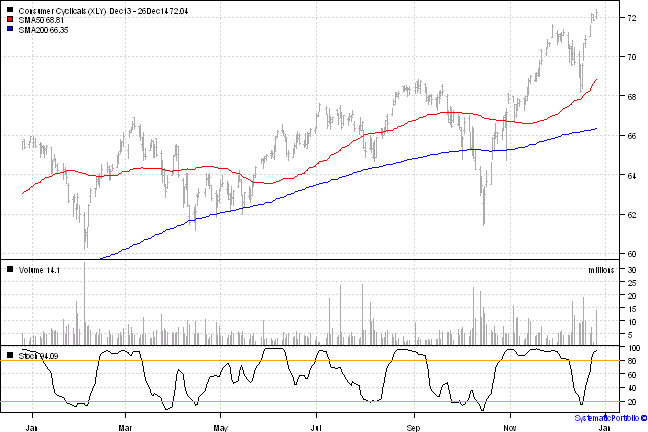 Consumer Cyclicals (XLY) Dec13 - 26Dec14 72.04
SMA50 68.81
SMA200 66.35
72
70
68
66
64
62
60
Volume 14.1
millions
30
25
20
15
10
5
Stoch 94.09
100
80
60
40
20
Jan Mar May Jul Sep Nov Jan
SystematicPortfolio ©